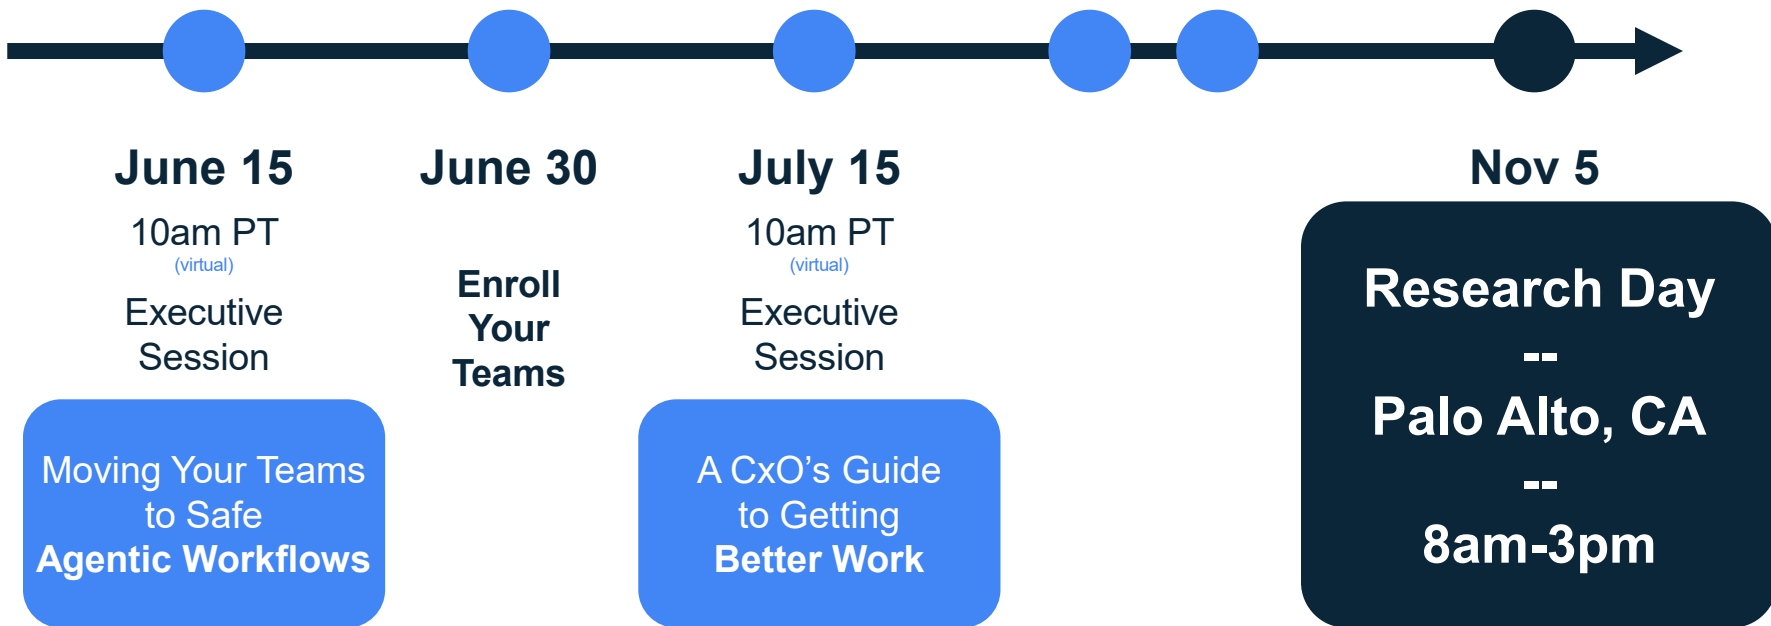 June 15
10am PT
(virtual)
Executive
Session
Moving Your Teams
to Safe
Agentic Workflows
June 30
Enroll
Your
Teams
July 15
10am PT
(virtual)
Executive
Session
A CxO’s Guide
to Getting
Better Work
Nov 5
Research Day
--
Palo Alto, CA
--
8am-3pm